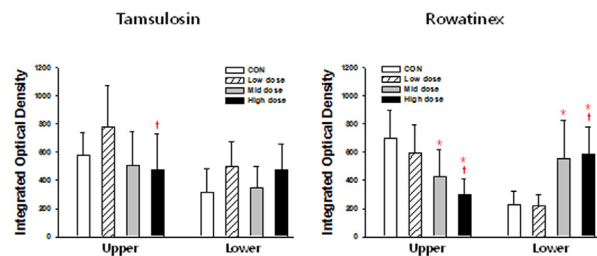 Tamsulosin
Integrated Optical Density
1200
1000
800
600
400
200
0
CON
Low dose
Mid dose
High dose
†
Upper
Lower
Rowatinex
Integrated Optical Density
1200
1000
800
600
400
200
0
CON
Low dose
Mid dose
High dose
*
*
†
*
*
†
Upper
Lower